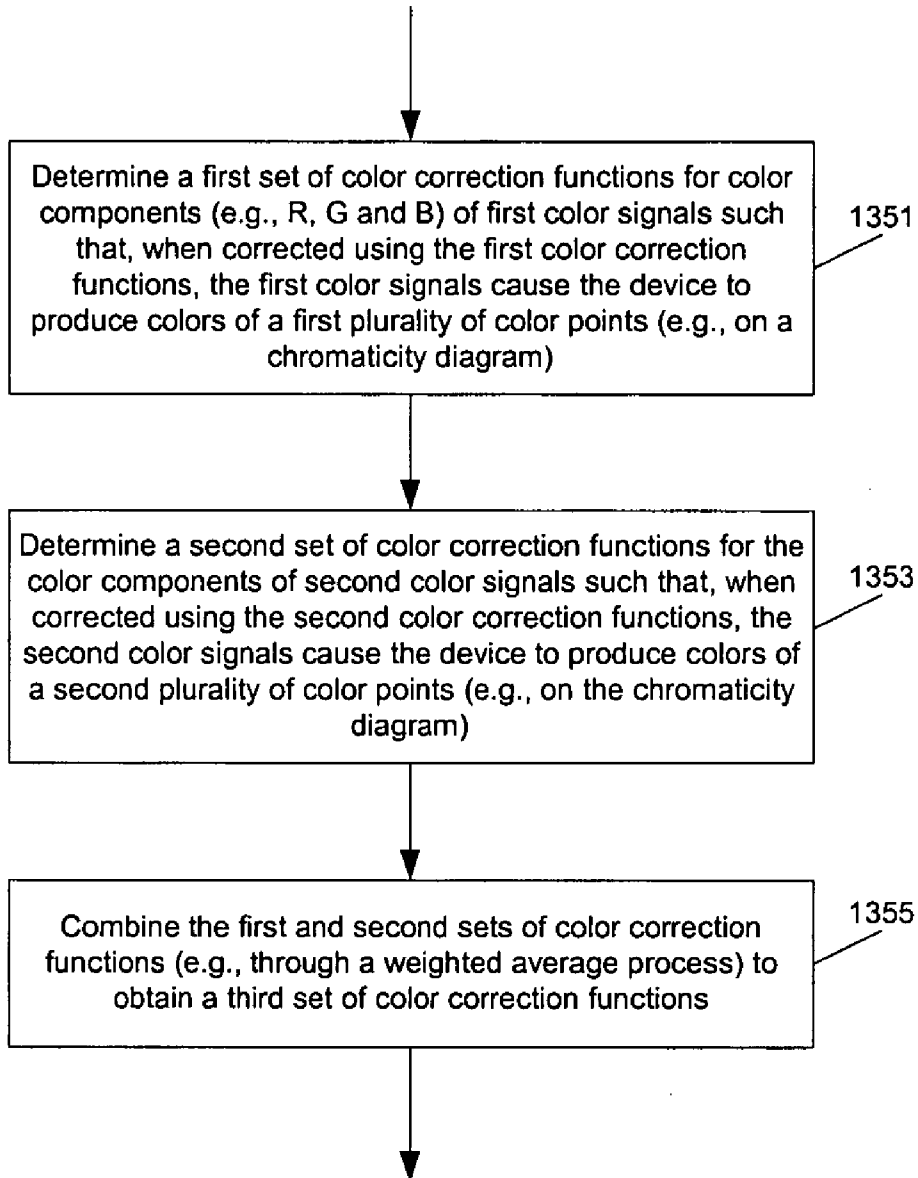 Determine a first set of color correction functions for color
components (e.g., R, G and B) of first color signals such
that, when corrected using the first color correction
functions, the first color signals cause the device to
produce colors of a first plurality of color points (e.g., on a
chromaticity diagram)
1351
Determine a second set of color correction functions for the
color components of second color signals such that, when
corrected using the second color correction functions, the
second color signals cause the device to produce colors of
a second plurality of color points (e.g., on the chromaticity
diagram)
1353
Combine the first and second sets of color correction
functions (e.g., through a weighted average process) to
obtain a third set of color correction functions
1355